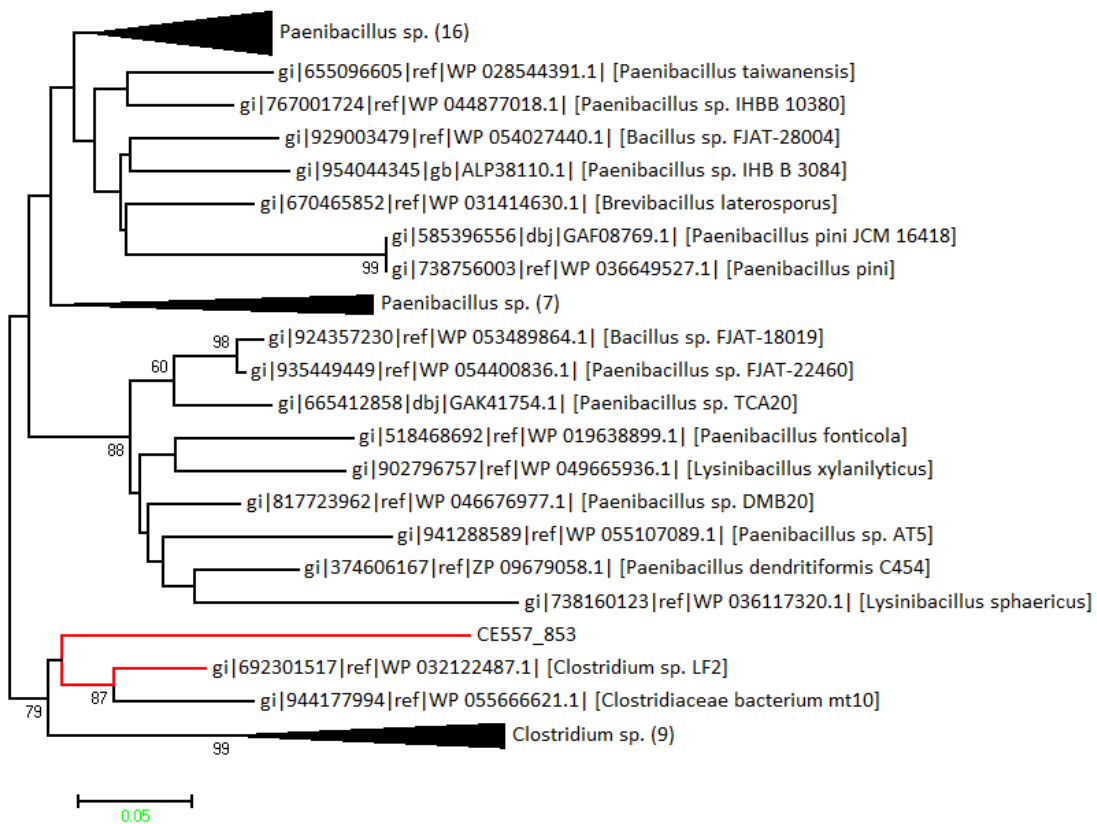 Paenibacillus sp. (16)
gi|655096605|ref|WP 028544391.1| [Paenibacillus taiwanensis]
gi|767001724|ref|WP 044877018.1| [Paenibacillus sp. IHBB 10380]
gi|929003479|ref|WP 054027440.1| [Bacillus sp. FJAT-28004]
gi|954044345|gb|ALP38110.1| [Paenibacillus sp. IHB B 3084]
gi|670465852|ref|WP 031414630.1| [Brevibacillus laterosporus]
gi|585396556|dbj|GAF08769.1| [Paenibacillus pini JCM 16418]
99
gi|738756003|ref|WP 036649527.1| [Paenibacillus pini]
Paenibacillus sp. (7)
98
gi|924357230|ref|WP 053489864.1| [Bacillus sp. FJAT-18019]
60
gi|935449449|ref|WP 054400836.1| [Paenibacillus sp. FJAT-22460]
gi|665412858|dbj|GAK41754.1| [Paenibacillus sp. TCA20]
88
gi|518468692|ref|WP 019638899.1| [Paenibacillus fonticola]
gi|902796757|ref|WP 049665936.1| [Lysinibacillus xylanilyticus]
gi|817723962|ref|WP 046676977.1| [Paenibacillus sp. DMB20]
gi|941288589|ref|WP 055107089.1| [Paenibacillus sp. AT5]
gi|374606167|ref|ZP 09679058.1| [Paenibacillus dendritiformis C454]
gi|738160123|ref|WP 036117320.1| [Lysinibacillus sphaericus]
CE557_853
gi|692301517|ref|WP 032122487.1| [Clostridium sp. LF2]
87
gi|944177994|ref|WP 055666621.1| [Clostridiaceae bacterium mt10]
79
Clostridium sp. (9)
99
0.05